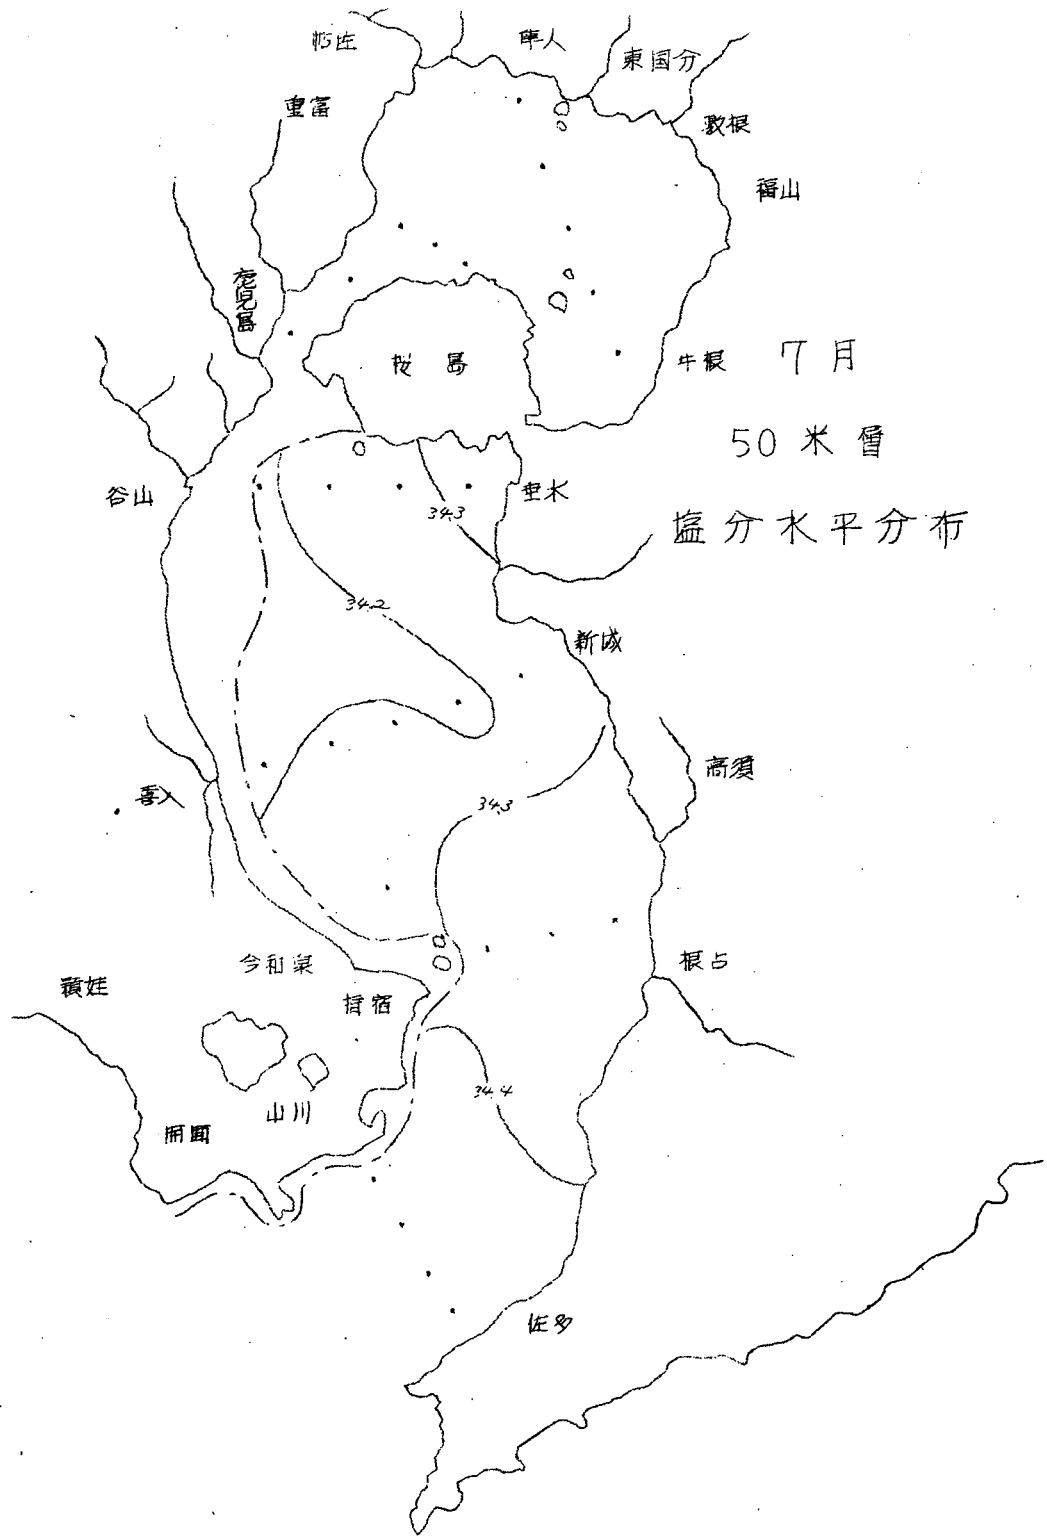 帖佐
隼人
東国分
重富
敷根
福山
鹿児島
桜島
牛根
7月
50米層
塩分水平分布
谷山
垂水
34.3
34.2
新城
高須
喜入
34.3
今和泉
根占
頴娃
指宿
34.4
山川
開聞
佐多